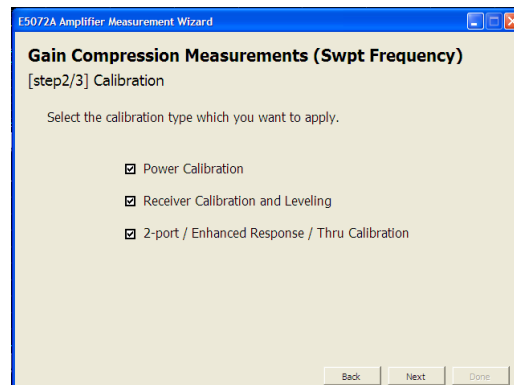 E5072A Amplifier Measurement Wizard
Gain Compression Measurements (Swpt Frequency)
[step2/3] Calibration
Select the calibration type which you want to apply.
Power Calibration
Receiver Calibration and Leveling
2-port / Enhanced Response / Thru Calibration
Back Next Done